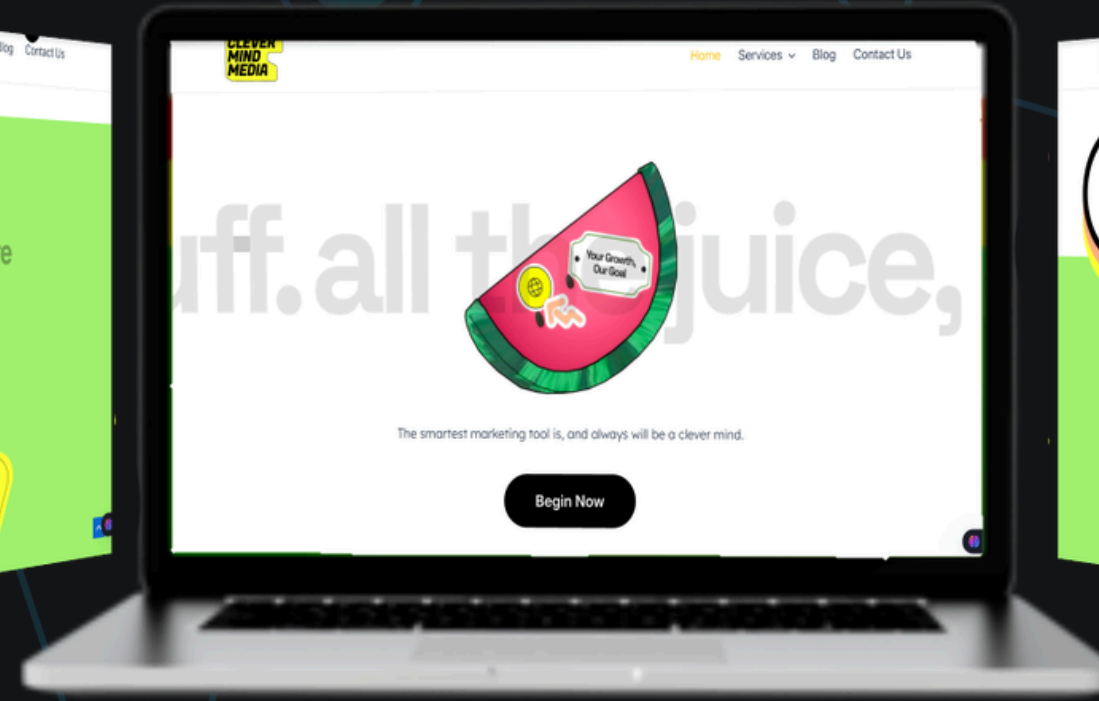 Contact Us
CLEVER
MIND
MEDIA
Home Services Blog Contact Us
all the juice,
Your Growth,
Our Goal
The smartest marketing tool is, and always will be a clever mind.
Begin Now